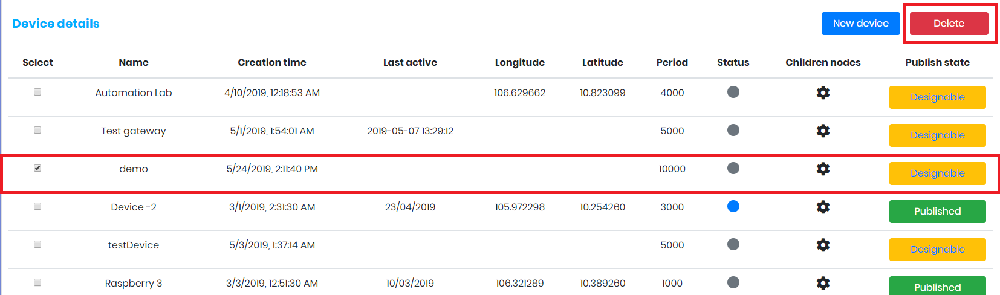 Device details New device Delete
Select Name Creation time Last active Longitude Latitude Period Status Children nodes Publish state
Automation Lab 4/10/2019, 12:18:53 AM 106.629662 10.823099 4000 Designable
Test gateway 5/1/2019, 1:54:01 AM 2019-05-07 13:29:12 5000 Designable
demo 5/24/2019, 2:11:40 PM 10000 Designable
Device -2 3/1/2019, 2:31:30 AM 23/04/2019 105.972298 10.254260 3000 Published
testDevice 5/3/2019, 1:37:14 AM 5000 Designable
Raspberry 3 3/3/2019, 12:51:30 AM 10/03/2019 106.321289 10.389260 1000 Published